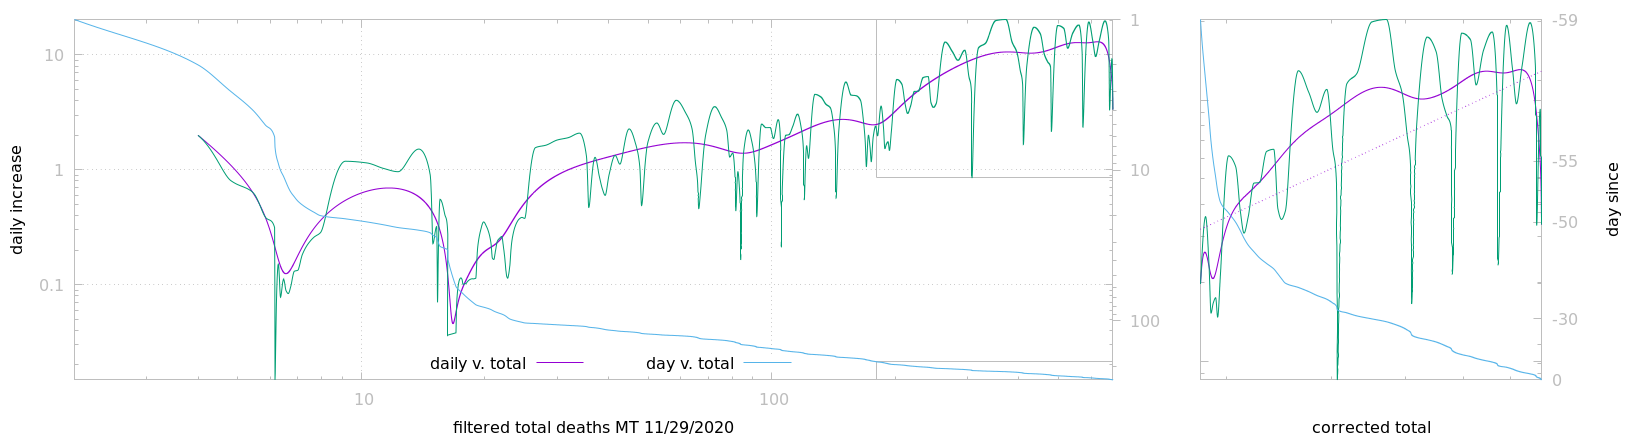 10
1
0.1
daily increase
daily v. total
day v. total
10
100
filtered total deaths MT 11/29/2020
1
10
100
-59
-55
-50
-30
0
day since
corrected total